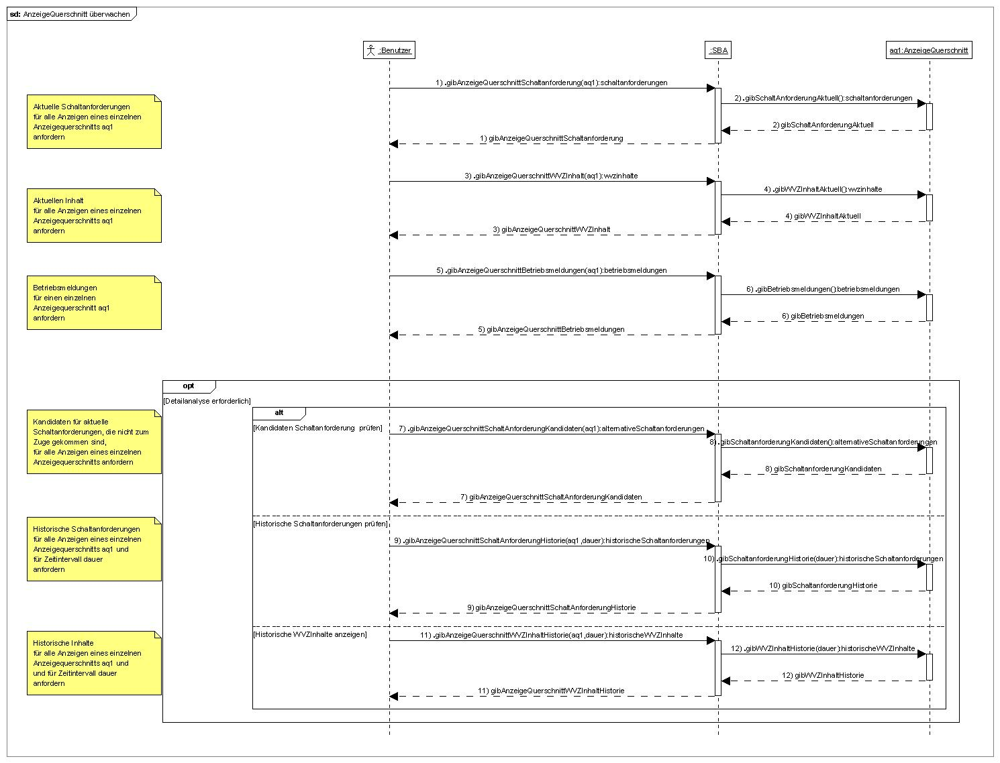 sd: AnzeigeQuerschnitt überwachen
:Benutzer
:SBA
aq1:AnzeigeQuerschnitt
Aktuelle Schaltanforderungen
für alle Anzeigen eines einzelnen
Anzeigequerschnitts aq1
anfordern
1) .gibAnzeigeQuerschnittSchaltanforderung(aq1):schaltanforderungen
2) .gibSchaltAnforderungAktuell():schaltanforderungen
2) gibSchaltAnforderungAktuell
1) gibAnzeigeQuerschnittSchaltanforderung
Aktuellen Inhalt
für alle Anzeigen eines einzelnen
Anzeigequerschnitts aq1
anfordern
3) .gibAnzeigeQuerschnittWVZInhalt(aq1):wvzinhalte
4) .gibWVZInhaltAktuell():wvzinhalte
4) gibWVZInhaltAktuell
3) gibAnzeigeQuerschnittWVZInhalt
Betriebsmeldungen
für einen einzelnen
Anzeigequerschnitt aq1
anfordern
5) .gibAnzeigeQuerschnittBetriebsmeldungen(aq1):betriebsmeldungen
6) .gibBetriebsmeldungen():betriebsmeldungen
6) gibBetriebsmeldungen
5) gibAnzeigeQuerschnittBetriebsmeldungen
opt
[Detailanalyse erforderlich]
alt
Kandidaten für aktuelle
Schaltanforderungen, die nicht zum
Zuge gekommen sind,
für alle Anzeigen eines einzelnen
Anzeigequerschnitts anfordern
[Kandidaten Schaltanforderung  prüfen]
7) .gibAnzeigeQuerschnittSchaltAnforderungKandidaten(aq1):alternativeSchaltanforderungen
8) .gibSchaltanforderungKandidaten():alternativeSchaltanforderungen
8) gibSchaltanforderungKandidaten
7) gibAnzeigeQuerschnittSchaltAnforderungKandidaten
Historische Schaltanforderungen
für alle Anzeigen eines einzelnen
Anzeigequerschnitts aq1 und
für Zeitintervall dauer
anfordern
[Historische Schaltanforderungen prüfen]
9) .gibAnzeigeQuerschnittSchaltAnforderungHistorie(aq1,dauer):historischeSchaltanforderungen
10) .gibSchaltanforderungHistorie(dauer):historischeSchaltanforderungen
10) gibSchaltanforderungHistorie
9) gibAnzeigeQuerschnittSchaltAnforderungHistorie
Historische Inhalte
für alle Anzeigen eines einzelnen
Anzeigequerschnitts aq1 und
und für Zeitintervall dauer
anfordern
[Historische WVZInhalte anzeigen]
11) .gibAnzeigeQuerschnittWVZInhaltHistorie(aq1,dauer):historischeWVZInhalte
12) .gibWVZInhaltHistorie(dauer):historischeWVZInhalte
12) gibWVZInhaltHistorie
11) gibAnzeigeQuerschnittWVZInhaltHistorie